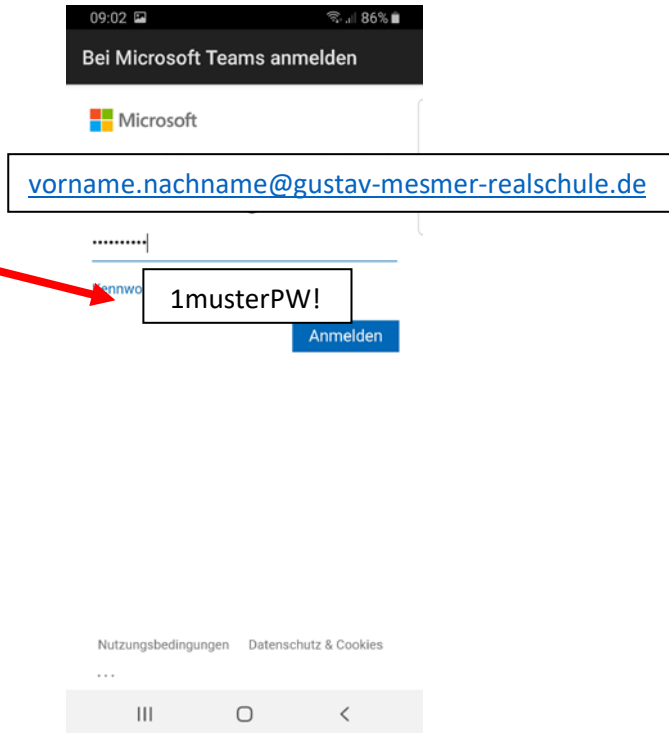 09:02 86%
Bei Microsoft Teams anmelden
Microsoft
vorname.nachname@gustav-mesmer-realschule.de
••••••••••
1musterPW!
Anmelden
Nutzungsbedingungen Datenschutz & Cookies
...